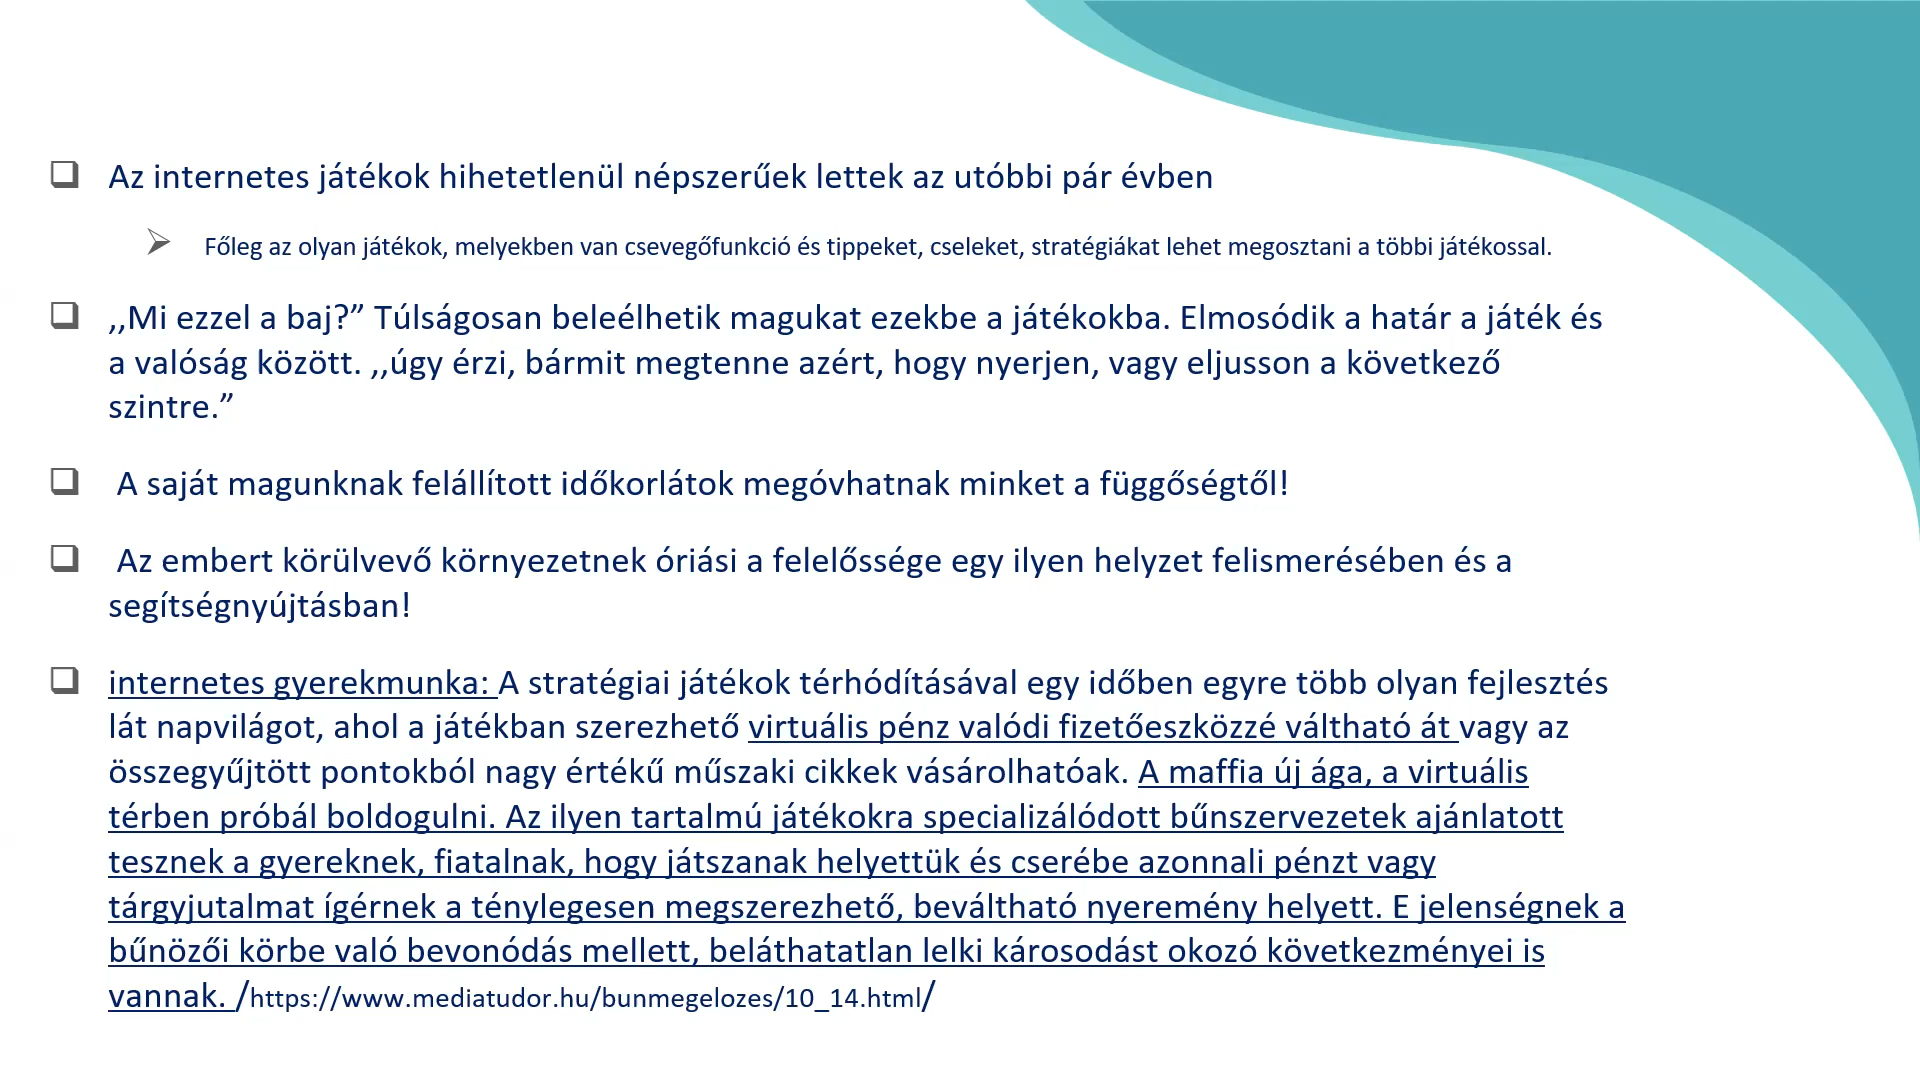 Az internetes játékok hihetetlenül népszerűek lettek az utóbbi pár évben
Főleg az olyan játékok, melyekben van csevegőfunkció és tippeket, cseleket, stratégiákat lehet megosztani a többi játékossal.
,,Mi ezzel a baj?” Túlságosan beleélhetik magukat ezekbe a játékokba. Elmosódik a határ a játék és
a valóság között. ,,úgy érzi, bármit megtenne azért, hogy nyerjen, vagy eljusson a következő
szintre.”
A saját magunknak felállított időkorlátok megóvhatnak minket a függőségtől!
Az embert körülvevő környezetnek óriási a felelőssége egy ilyen helyzet felismerésében és a
segítségnyújtásban!
internetes gyerekmunka: A stratégiai játékok térhódításával egy időben egyre több olyan fejlesztés
lát napvilágot, ahol a játékban szerezhető virtuális pénz valódi fizetőeszközzé váltható át vagy az
összegyűjtött pontokból nagy értékű műszaki cikkek vásárolhatóak. A maffia új ága, a virtuális
térben próbál boldogulni. Az ilyen tartalmú játékokra specializálódott bűnszervezetek ajánlatott
tesznek a gyereknek, fiatalnak, hogy játszanak helyettük és cserébe azonnali pénzt vagy
tárgyjutalmat ígérnek a ténylegesen megszerezhető, beváltható nyeremény helyett. E jelenségnek a
bűnözői körbe való bevonódás mellett, beláthatatlan lelki károsodást okozó következményei is
vannak. /https://www.mediatudor.hu/bunmegelozes/10_14.html/